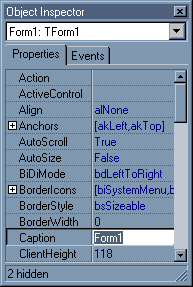 Object Inspector
Form1: TForm1
Properties Events
Action
ActiveControl
Align alNone
Anchors [akLeft,akTop]
AutoScroll True
AutoSize False
BiDiMode bdLeftToRight
BorderIcons [biSystemMenu,b
BorderStyle bsSizeable
BorderWidth 0
Caption Form1
ClientHeight 118
2 hidden